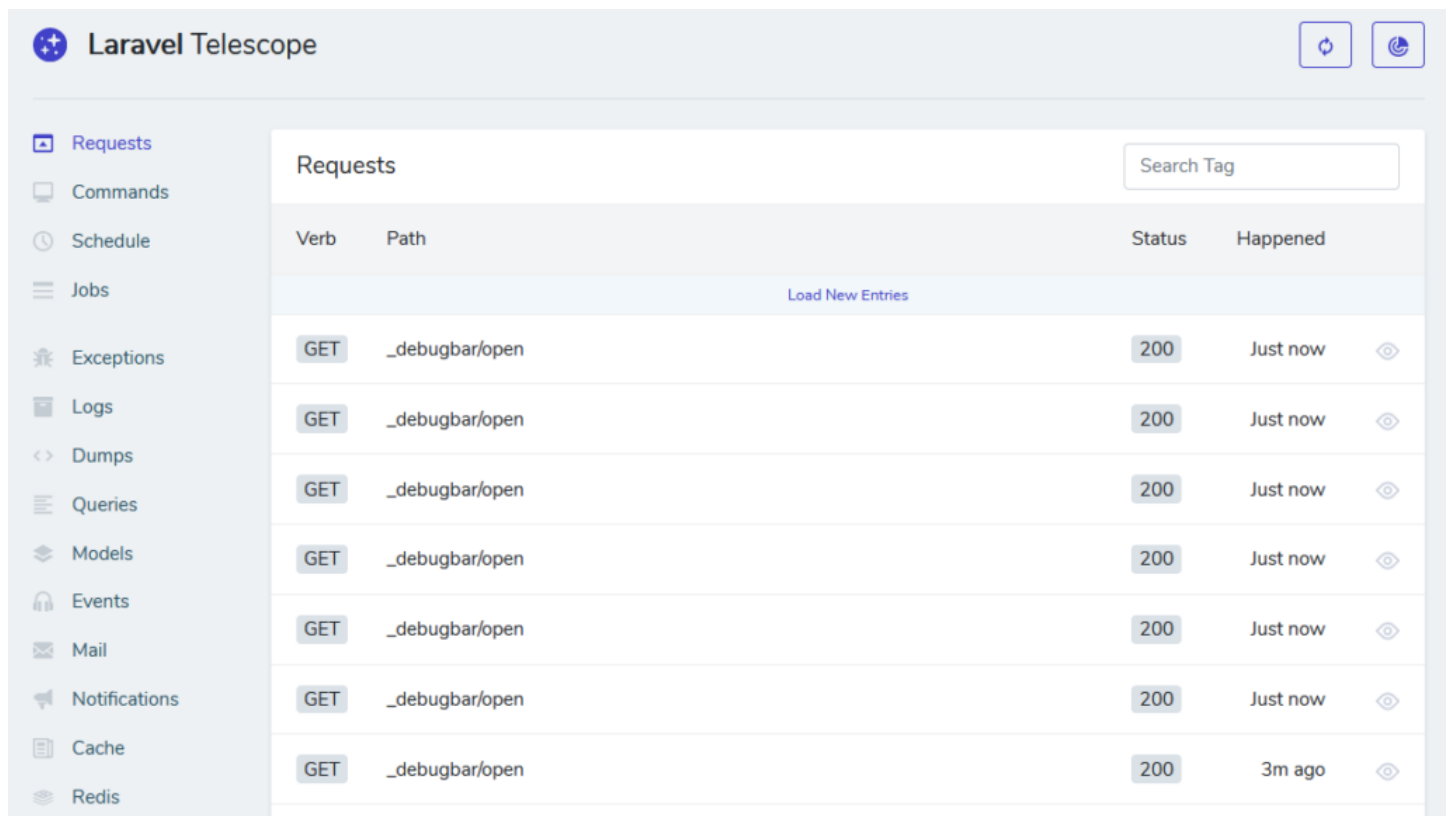 Laravel Telescope
Requests
Commands
Schedule
Jobs
Exceptions
Logs
Dumps
Queries
Models
Events
Mail
Notifications
Cache
Redis
Requests
Search Tag
Verb Path Status Happened
Load New Entries
GET _debugbar/open 200 Just now
GET _debugbar/open 200 Just now
GET _debugbar/open 200 Just now
GET _debugbar/open 200 Just now
GET _debugbar/open 200 Just now
GET _debugbar/open 200 Just now
GET _debugbar/open 200 3m ago